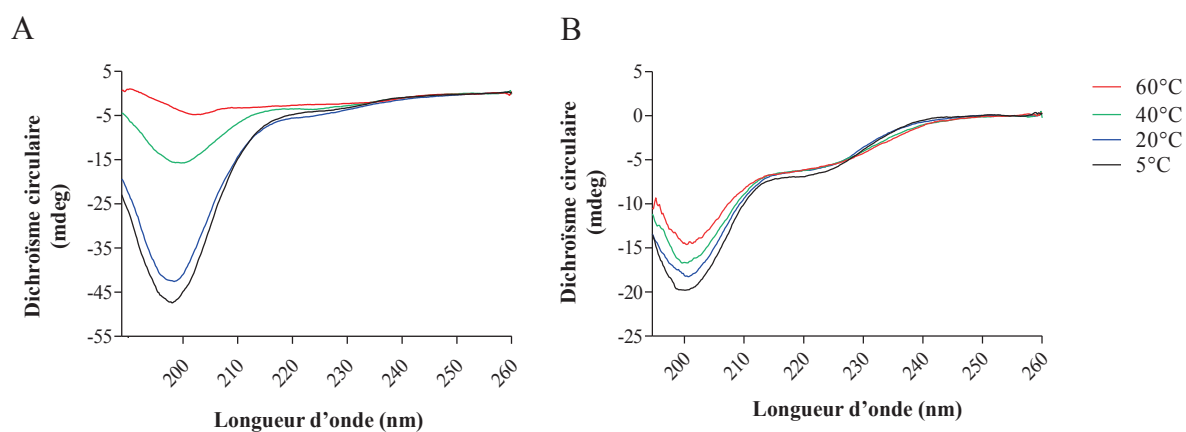 A
B
5
-5
-15
-25
-35
-45
-55
Dichroïsme circulaire
(mdeg)
200
210
220
230
240
250
260
Longueur d'onde (nm)
5
0
-5
-10
-15
-20
-25
Dichroïsme circulaire
(mdeg)
200
210
220
230
240
250
260
Longueur d'onde (nm)
60°C
40°C
20°C
5°C